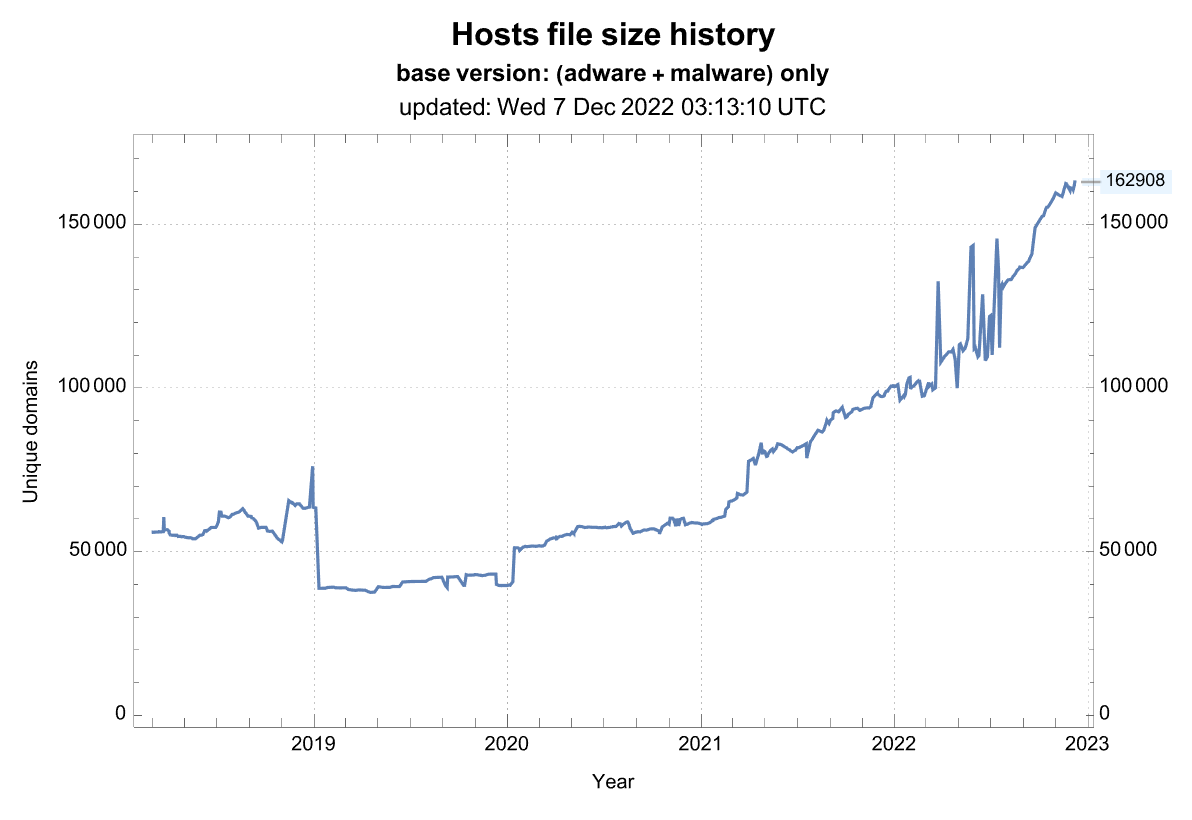 Hosts file size history
base version: (adware + malware) only
updated: Wed 7 Dec 2022 03:13:10 UTC
162908
150 000 150 000
100 000 100 000
Unique domains
50 000 50 000
0 0
2019 2020 2021 2022 2023
Year